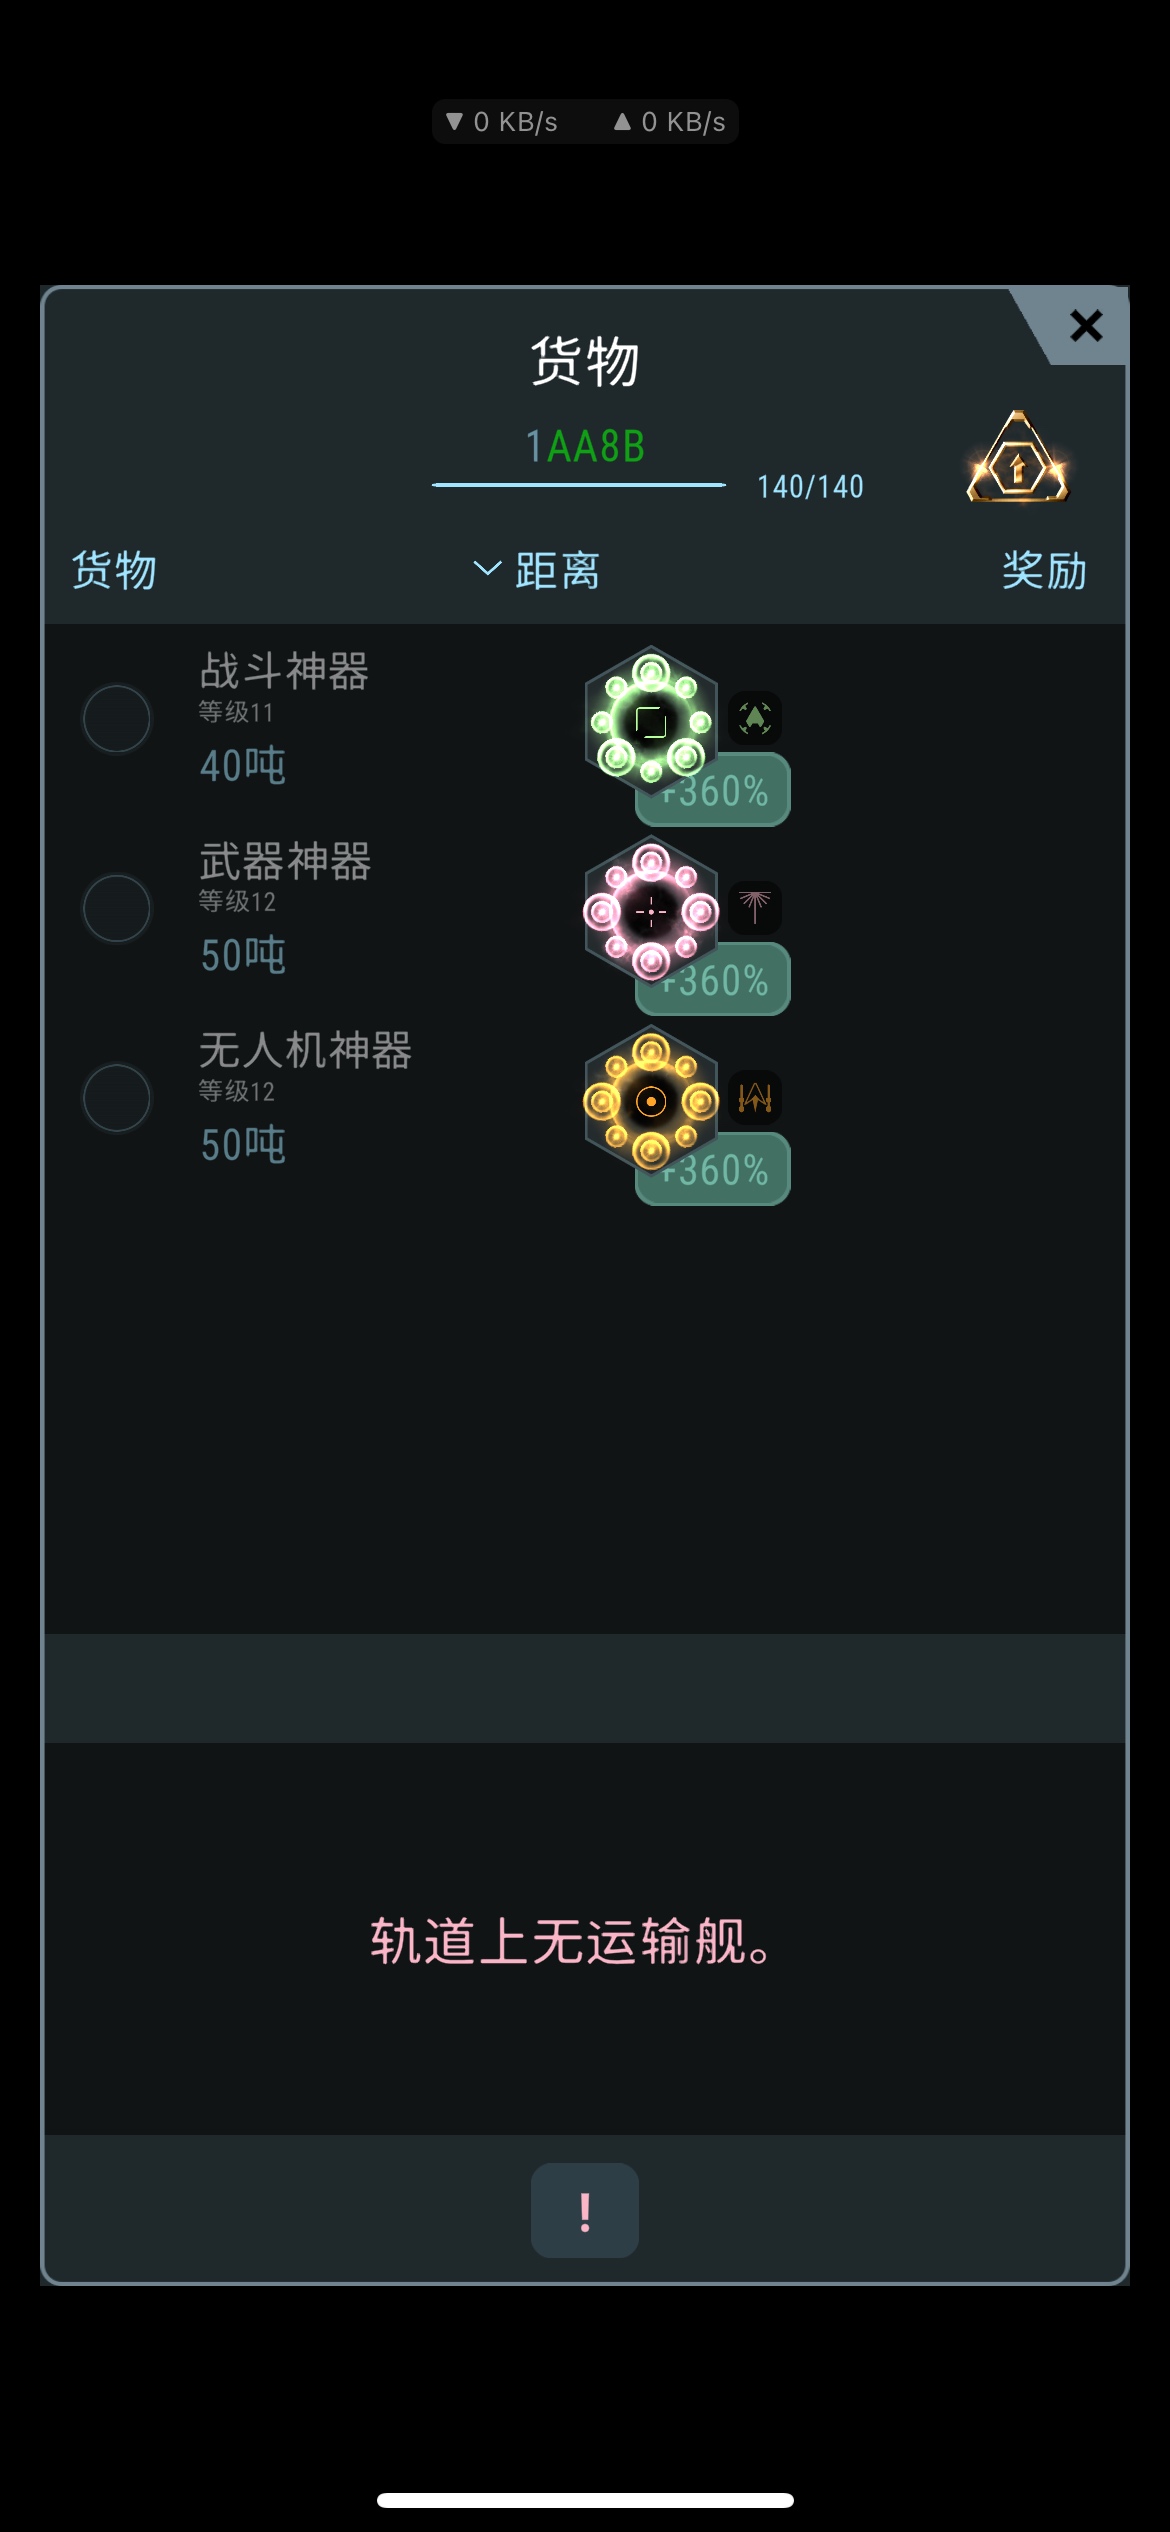 ▼ 0 KB/s ▲ 0 KB/s
货物
1AA8B
140/140
货物 距离 奖励
战斗神器
等级11
40吨
+360%
武器神器
等级12
50吨
+360%
无人机神器
等级12
50吨
+360%
轨道上无运输舰。
!